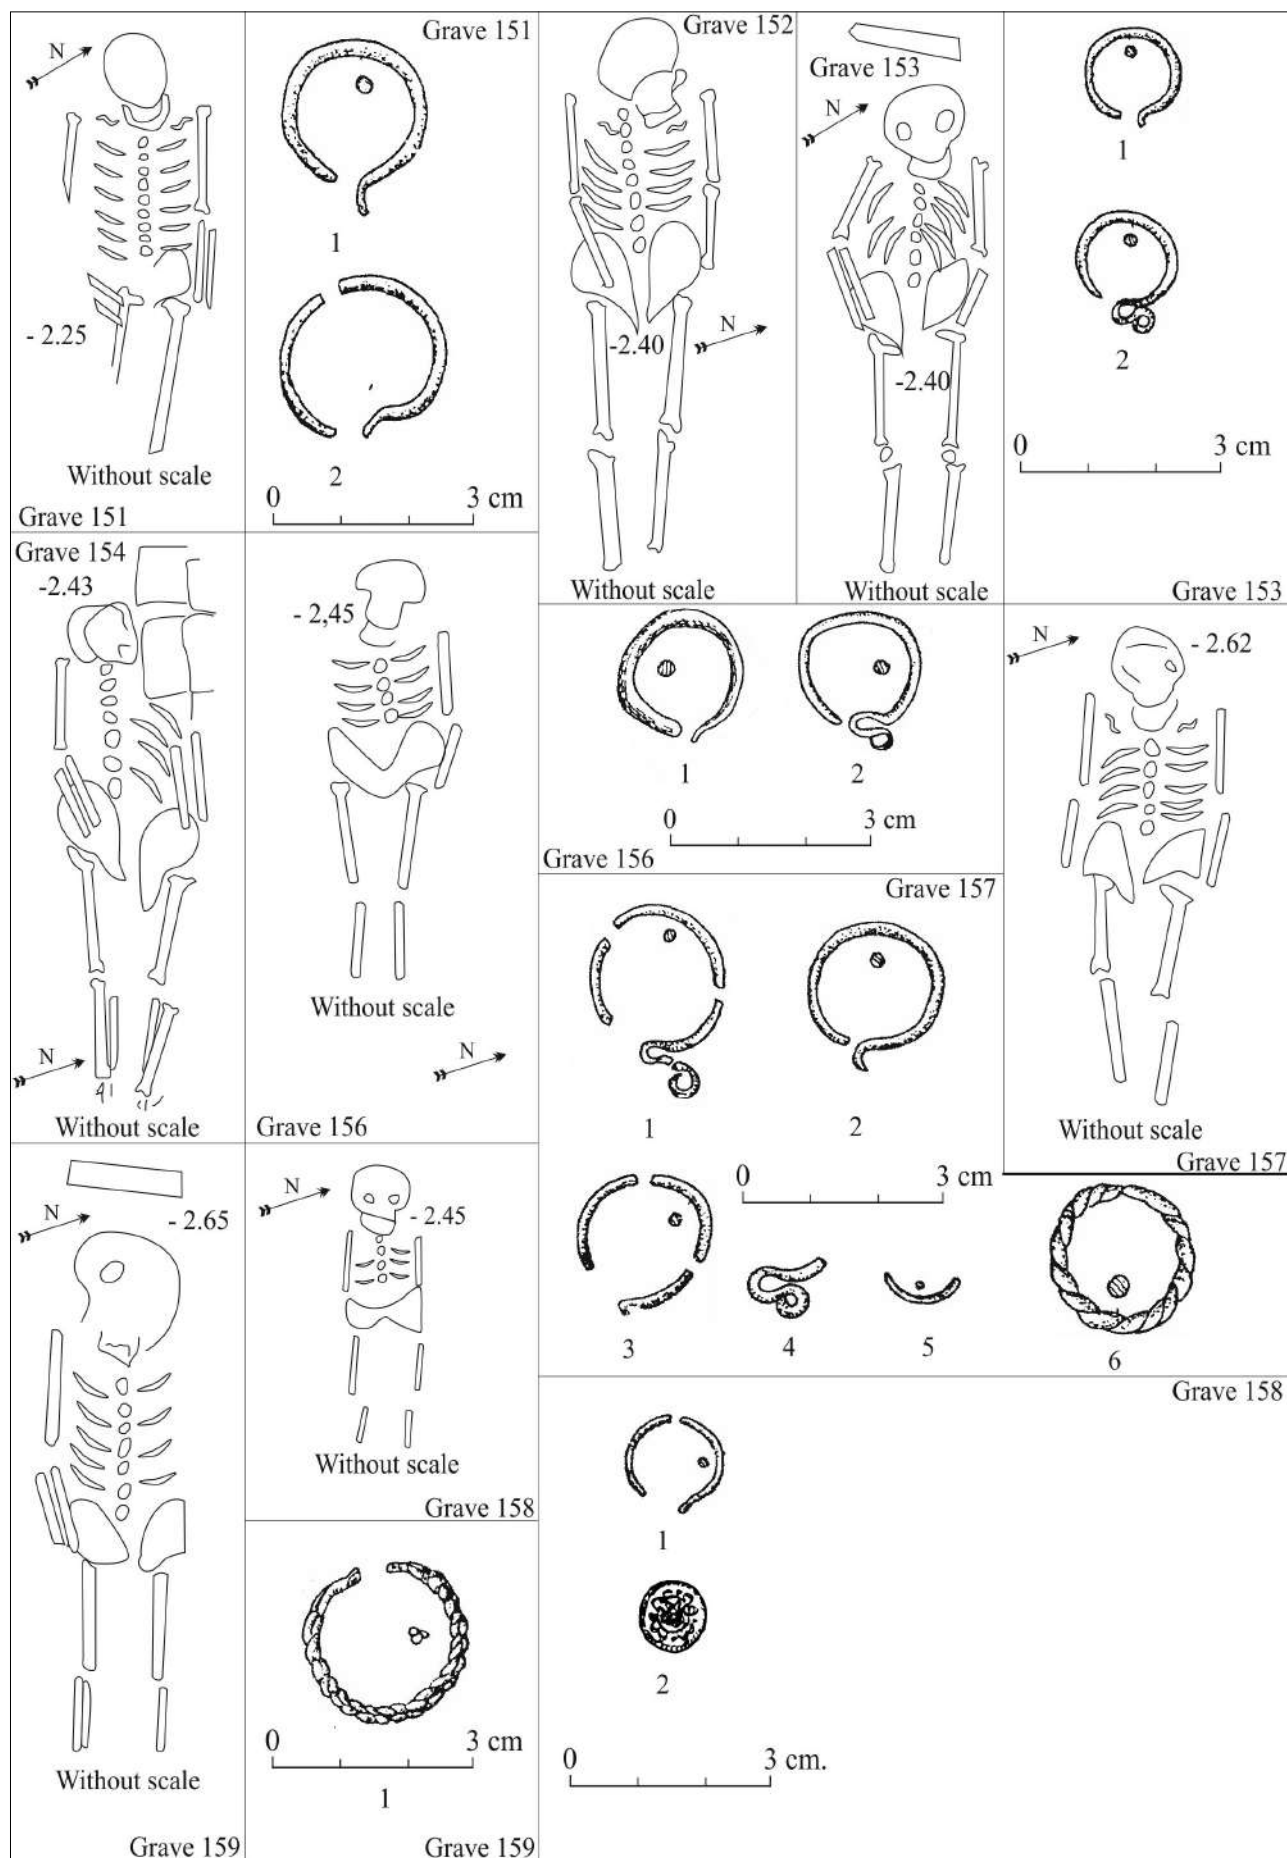 N
- 2.25
Without scale
Grave 151
Grave 151
1
2
0 3 cm
Grave 152
-2.40
N
Without scale
Grave 153
N
-2.40
Without scale
1
2
0 3 cm
Grave 153
Grave 154
-2.43
N
Without scale
- 2,45
Without scale
N
Grave 156
1 2
0 3 cm
Grave 156
N
- 2.62
Without scale
Grave 157
Grave 157
1 2
0 3 cm
3 4 5 6
N
- 2.65
Without scale
Grave 159
N
- 2.45
Without scale
Grave 158
0 3 cm
1
Grave 159
Grave 158
1
2
0 3 cm.